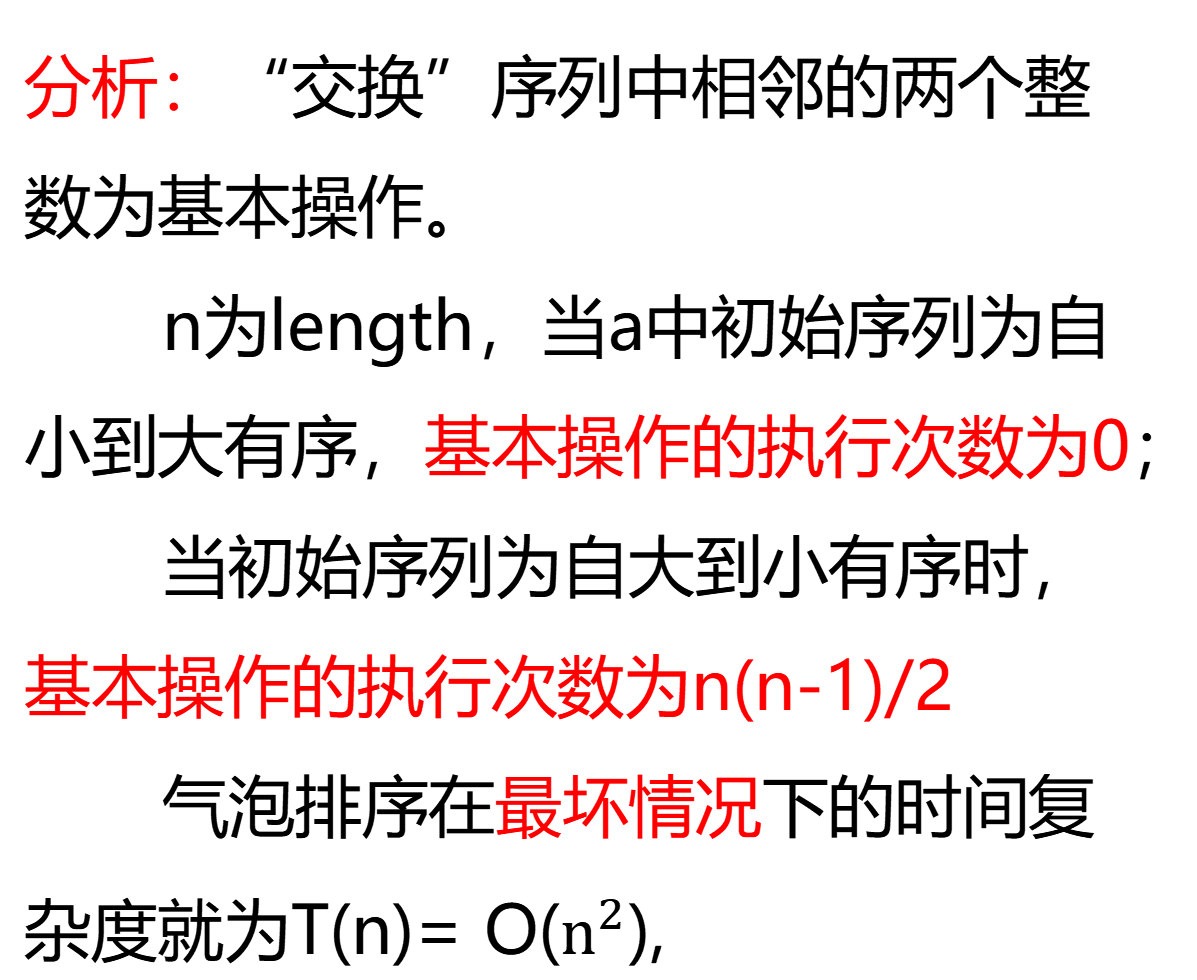 分析：“交换”序列中相邻的两个整
数为基本操作。
n为length，当a中初始序列为自
小到大有序，基本操作的执行次数为0；
当初始序列为自大到小有序时，
基本操作的执行次数为n(n-1)/2
气泡排序在最坏情况下的时间复
杂度就为T(n)= O(n²),